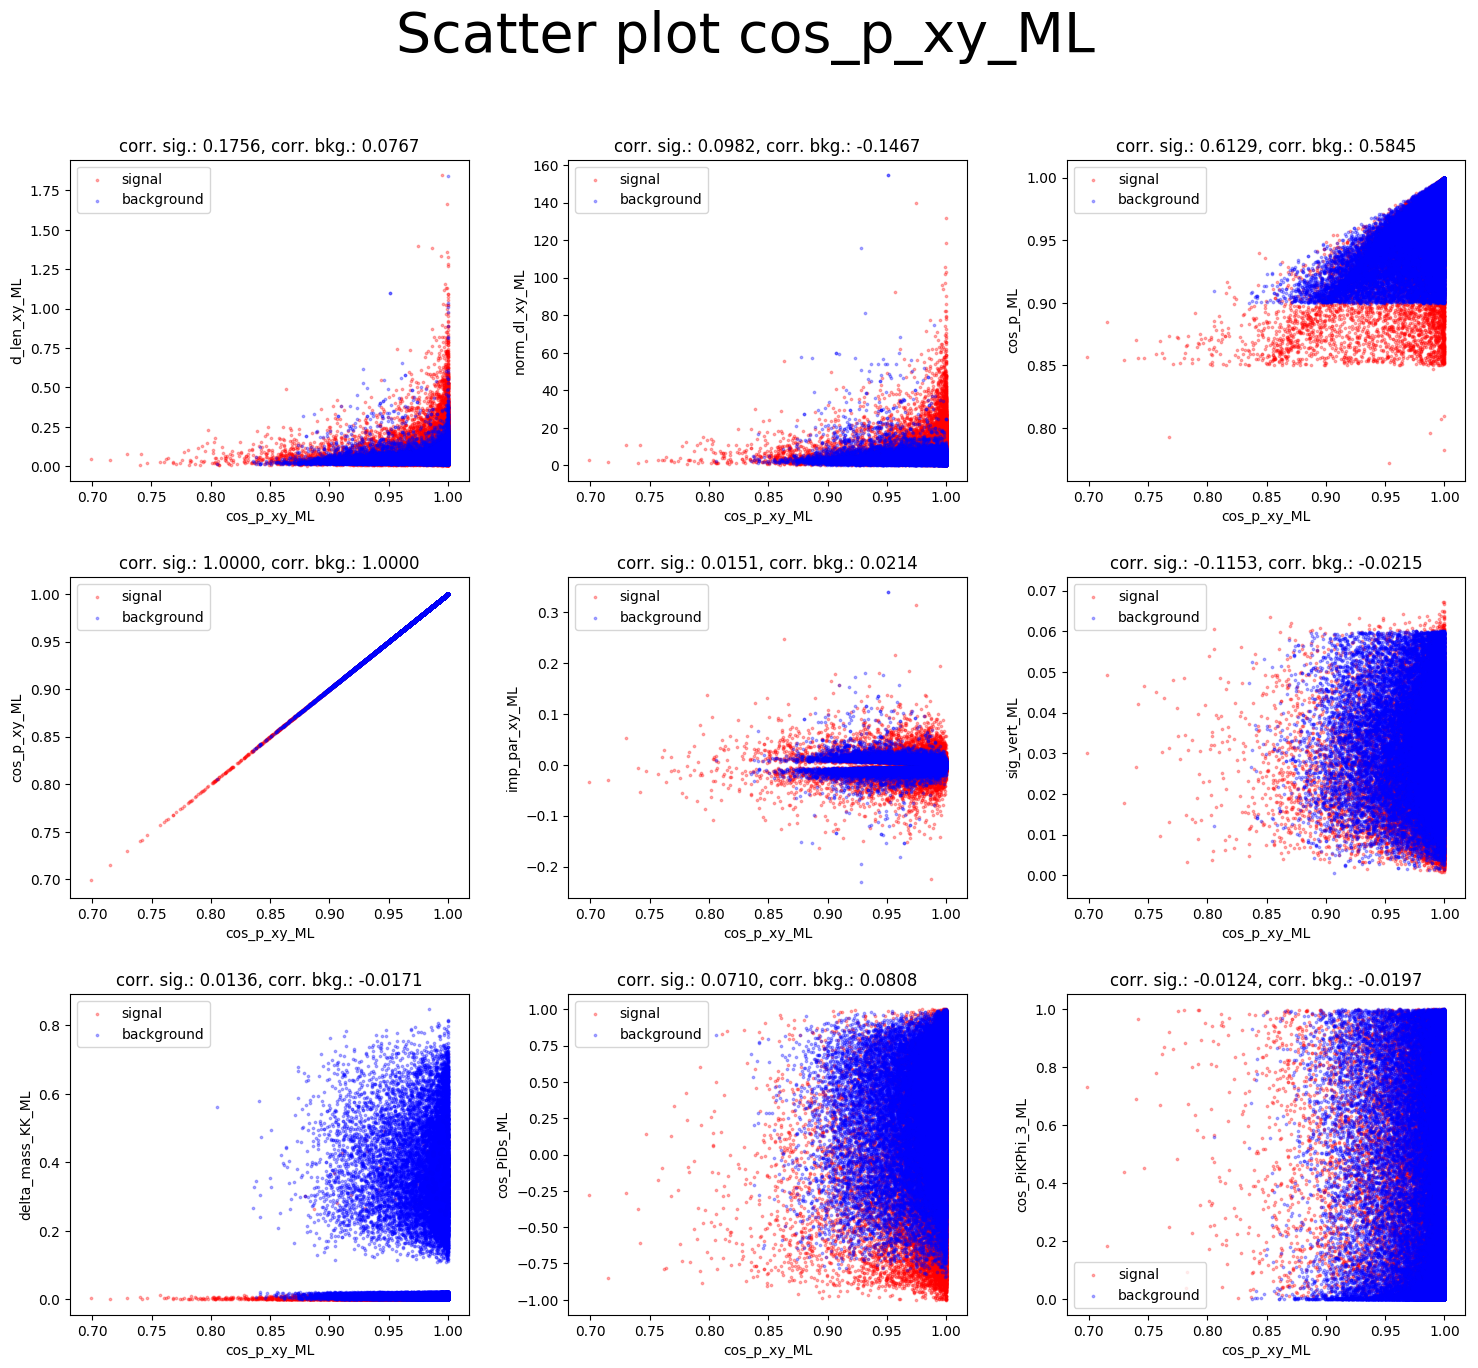 Scatter plot cos_p_xy_ML
corr. sig.: 0.1756, corr. bkg.: 0.0767
signal
background
1.75
1.50
1.25
1.00
0.75
0.50
0.25
0.00
d_len_xy_ML
0.70 0.75 0.80 0.85 0.90 0.95 1.00
cos_p_xy_ML
corr. sig.: 0.0982, corr. bkg.: -0.1467
signal
background
160
140
120
100
80
60
40
20
0
norm_dl_xy_ML
0.70 0.75 0.80 0.85 0.90 0.95 1.00
cos_p_xy_ML
corr. sig.: 0.6129, corr. bkg.: 0.5845
signal
background
1.00
0.95
0.90
0.85
0.80
cos_p_ML
0.70 0.75 0.80 0.85 0.90 0.95 1.00
cos_p_xy_ML
corr. sig.: 1.0000, corr. bkg.: 1.0000
signal
background
1.00
0.95
0.90
0.85
0.80
0.75
0.70
cos_p_xy_ML
0.70 0.75 0.80 0.85 0.90 0.95 1.00
cos_p_xy_ML
corr. sig.: 0.0151, corr. bkg.: 0.0214
signal
background
0.3
0.2
0.1
0.0
−0.1
−0.2
imp_par_xy_ML
0.70 0.75 0.80 0.85 0.90 0.95 1.00
cos_p_xy_ML
corr. sig.: -0.1153, corr. bkg.: -0.0215
signal
background
0.07
0.06
0.05
0.04
0.03
0.02
0.01
0.00
sig_vert_ML
0.70 0.75 0.80 0.85 0.90 0.95 1.00
cos_p_xy_ML
corr. sig.: 0.0136, corr. bkg.: -0.0171
signal
background
0.8
0.6
0.4
0.2
0.0
delta_mass_KK_ML
0.70 0.75 0.80 0.85 0.90 0.95 1.00
cos_p_xy_ML
corr. sig.: 0.0710, corr. bkg.: 0.0808
signal
background
1.00
0.75
0.50
0.25
0.00
−0.25
−0.50
−0.75
−1.00
cos_PiDs_ML
0.70 0.75 0.80 0.85 0.90 0.95 1.00
cos_p_xy_ML
corr. sig.: -0.0124, corr. bkg.: -0.0197
1.0
0.8
0.6
0.4
0.2
0.0
cos_PiKPhi_3_ML
signal
background
0.70 0.75 0.80 0.85 0.90 0.95 1.00
cos_p_xy_ML